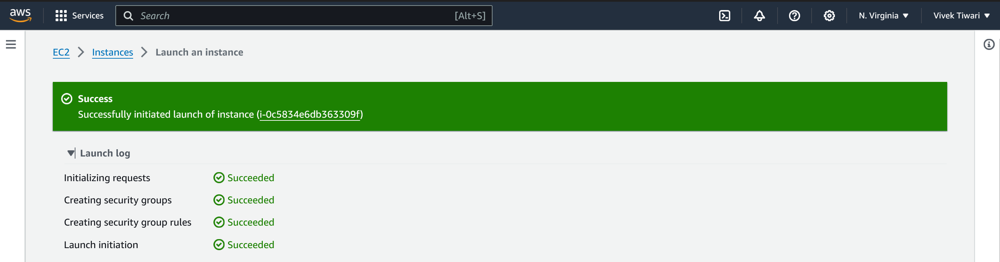 aws Services Search [Alt+S] N. Virginia Vivek Tiwari
EC2 Instances Launch an instance
Success
Successfully initiated launch of instance (i-0c5834e6db363309f)
Launch log
Initializing requests Succeeded
Creating security groups Succeeded
Creating security group rules Succeeded
Launch initiation Succeeded